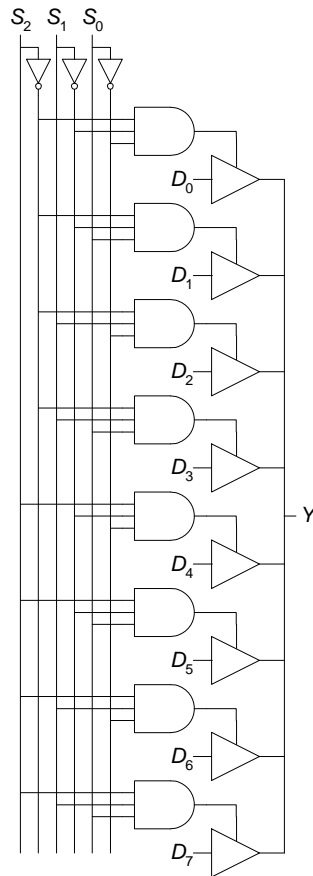 S₂ S₁ S₀
D₀
D₁
D₂
D₃
Y
D₄
D₅
D₆
D₇